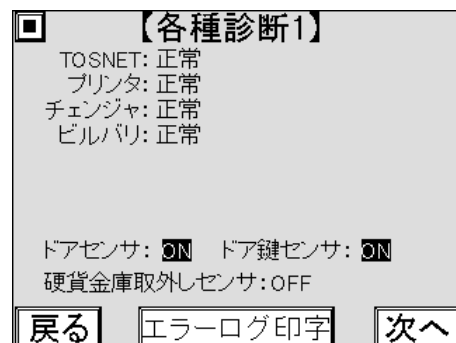 【各種診断1】
TOSNET:正常
プリンタ:正常
チェンジャ:正常
ビルバリ:正常
ドアセンサ:ON ドア鍵センサ:ON
硬貨金庫取外しセンサ:OFF
戻る エラーログ印字 次へ